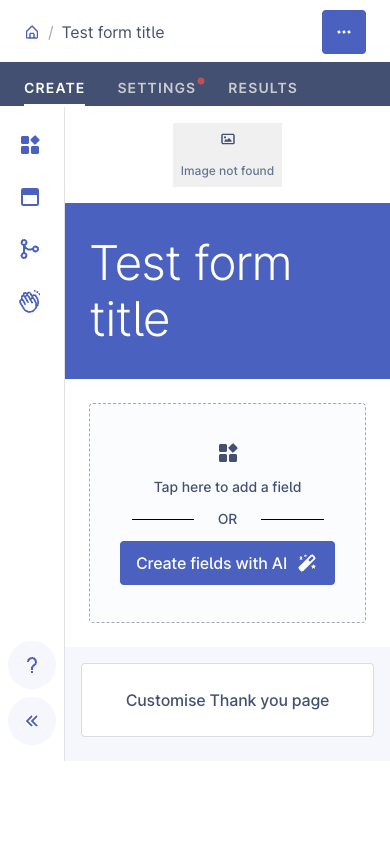 / Test form title
CREATE SETTINGS RESULTS
Image not found
Test form
title
Tap here to add a field
OR
Create fields with AI
?
Customise Thank you page